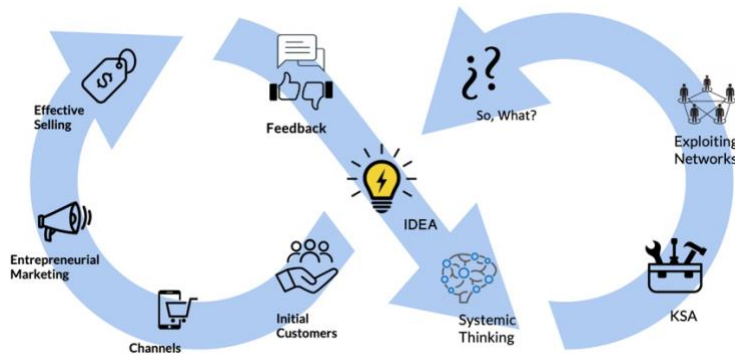 Effective
Selling
$
Feedback
¿?
So, What?
Exploiting
Networks
IDEA
Entrepreneurial
Marketing
Channels
Initial
Customers
Systemic
Thinking
KSA